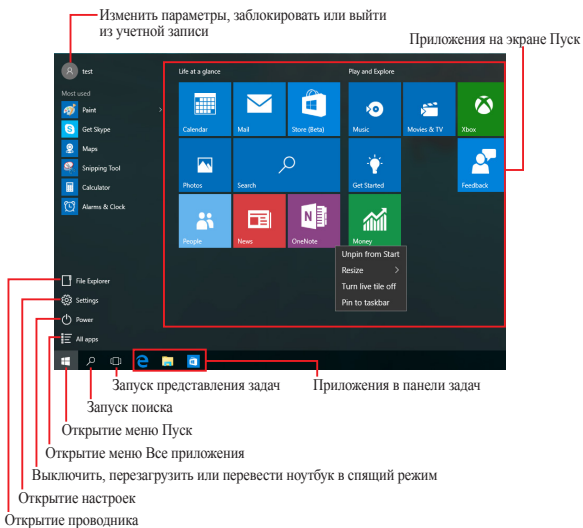 Изменить параметры, заблокировать или выйти
из учетной записи
Приложения на экране Пуск
test
Life at a glance
Play and Explore
Most used
Paint
Get Skype
Maps
Snipping Tool
Calculator
Alarms & Clock
Calendar
Mail
Store (Beta)
Music
Movies & TV
Xbox
Photos
Search
Get Started
Feedback
People
News
OneNote
Money
Unpin from Start
Resize
Turn live tile off
Pin to taskbar
File Explorer
Settings
Power
All apps
Запуск представления задач
Приложения в панели задач
Запуск поиска
Открытие меню Пуск
Открытие меню Все приложения
Выключить, перезагрузить или перевести ноутбук в спящий режим
Открытие настроек
Открытие проводника